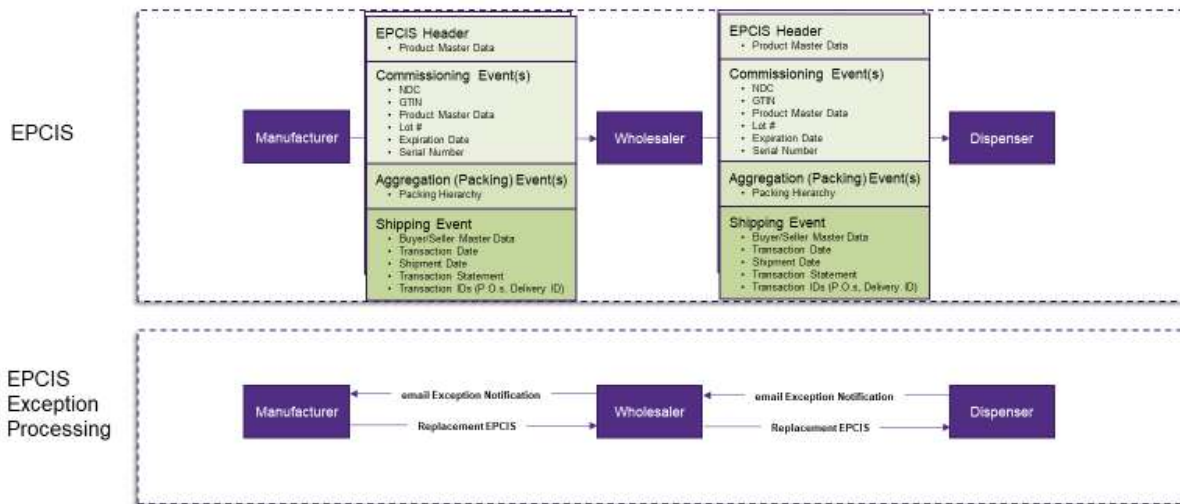 EPCIS
Manufacturer
EPCIS Header
• Product Master Data
Commissioning Event(s)
• NDC
• GTIN
• Product Master Data
• Lot #
• Expiration Date
• Serial Number
Aggregation (Packing) Event(s)
• Packing Hierarchy
Shipping Event
• Buyer/Seller Master Data
• Transaction Date
• Shipment Date
• Transaction Statement
• Transaction IDs (P.O.s, Delivery ID)
Wholesaler
EPCIS Header
• Product Master Data
Commissioning Event(s)
• NDC
• GTIN
• Product Master Data
• Lot #
• Expiration Date
• Serial Number
Aggregation (Packing) Event(s)
• Packing Hierarchy
Shipping Event
• Buyer/Seller Master Data
• Transaction Date
• Shipment Date
• Transaction Statement
• Transaction IDs (P.O.s, Delivery ID)
Dispenser
EPCIS
Exception
Processing
Manufacturer
email Exception Notification
Replacement EPCIS
Wholesaler
email Exception Notification
Replacement EPCIS
Dispenser